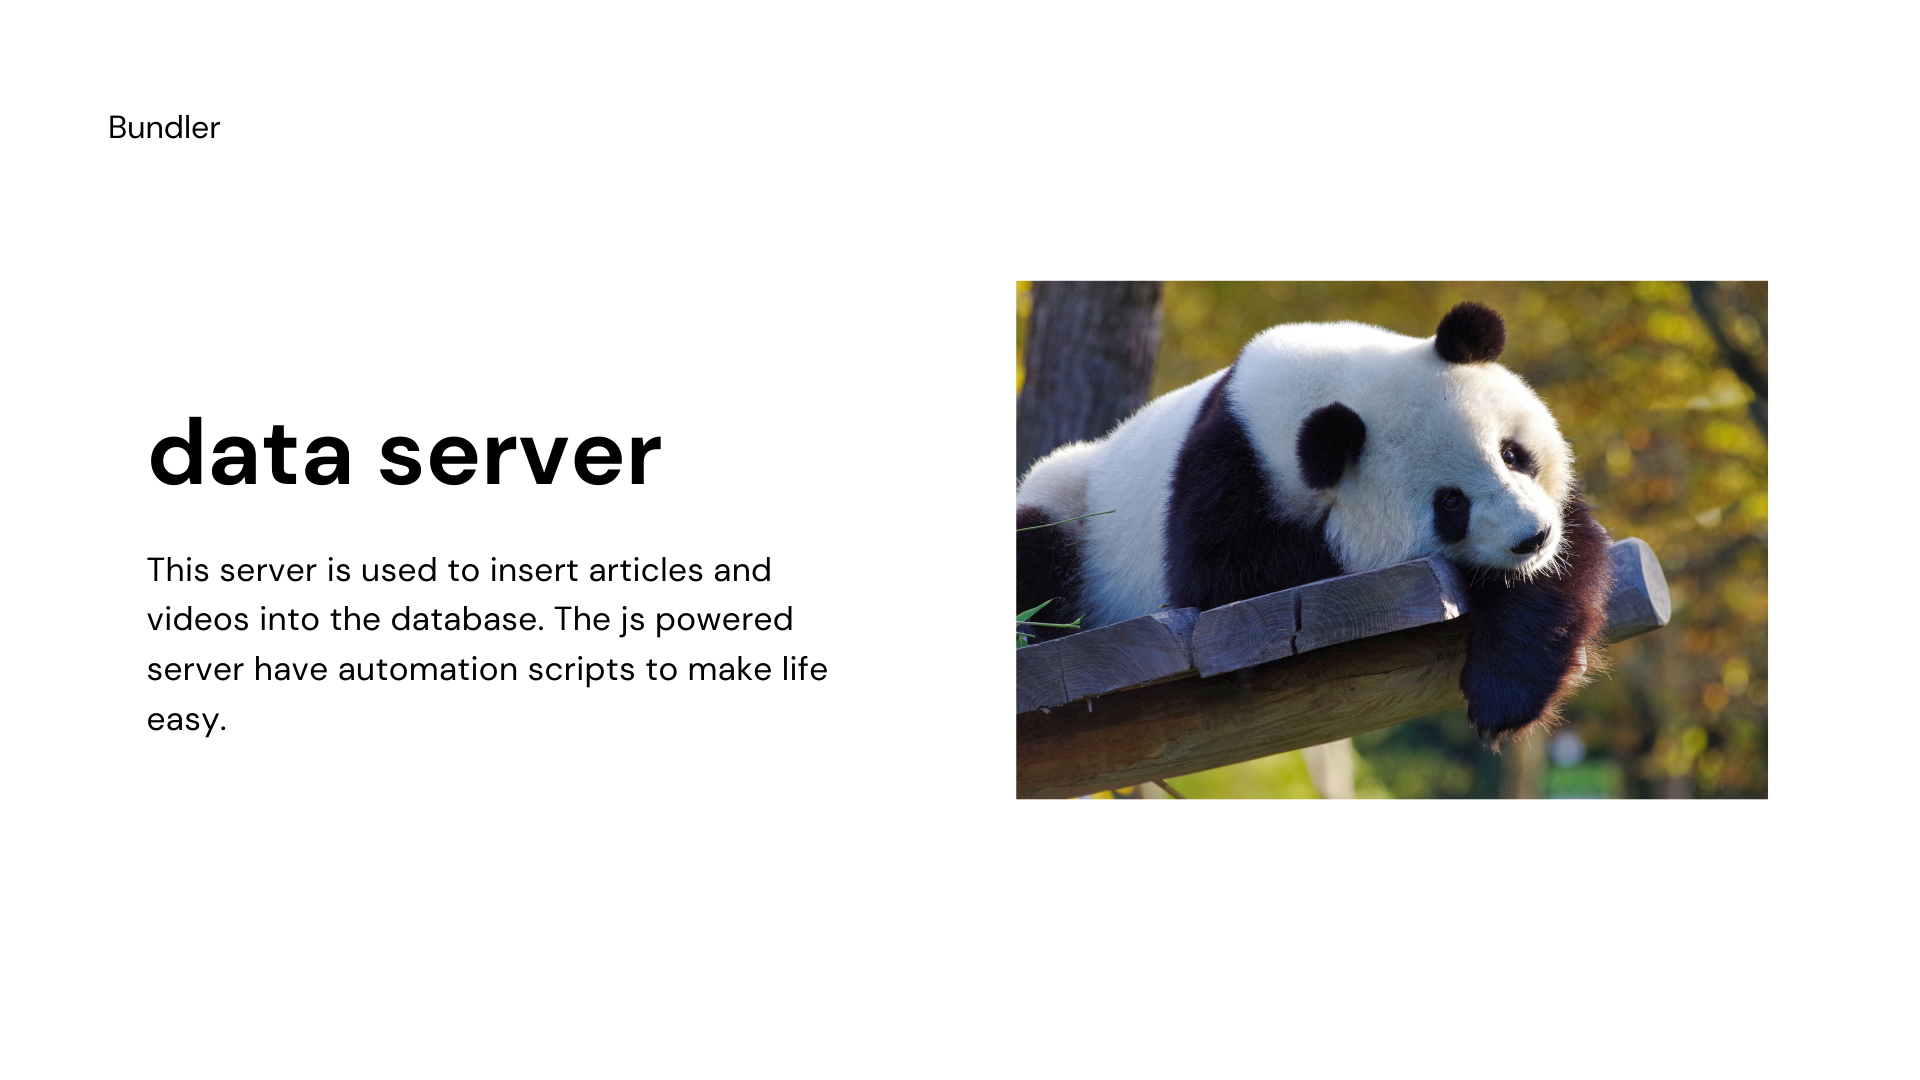 Bundler
data server
This server is used to insert articles and
videos into the database. The js powered
server have automation scripts to make life
easy.